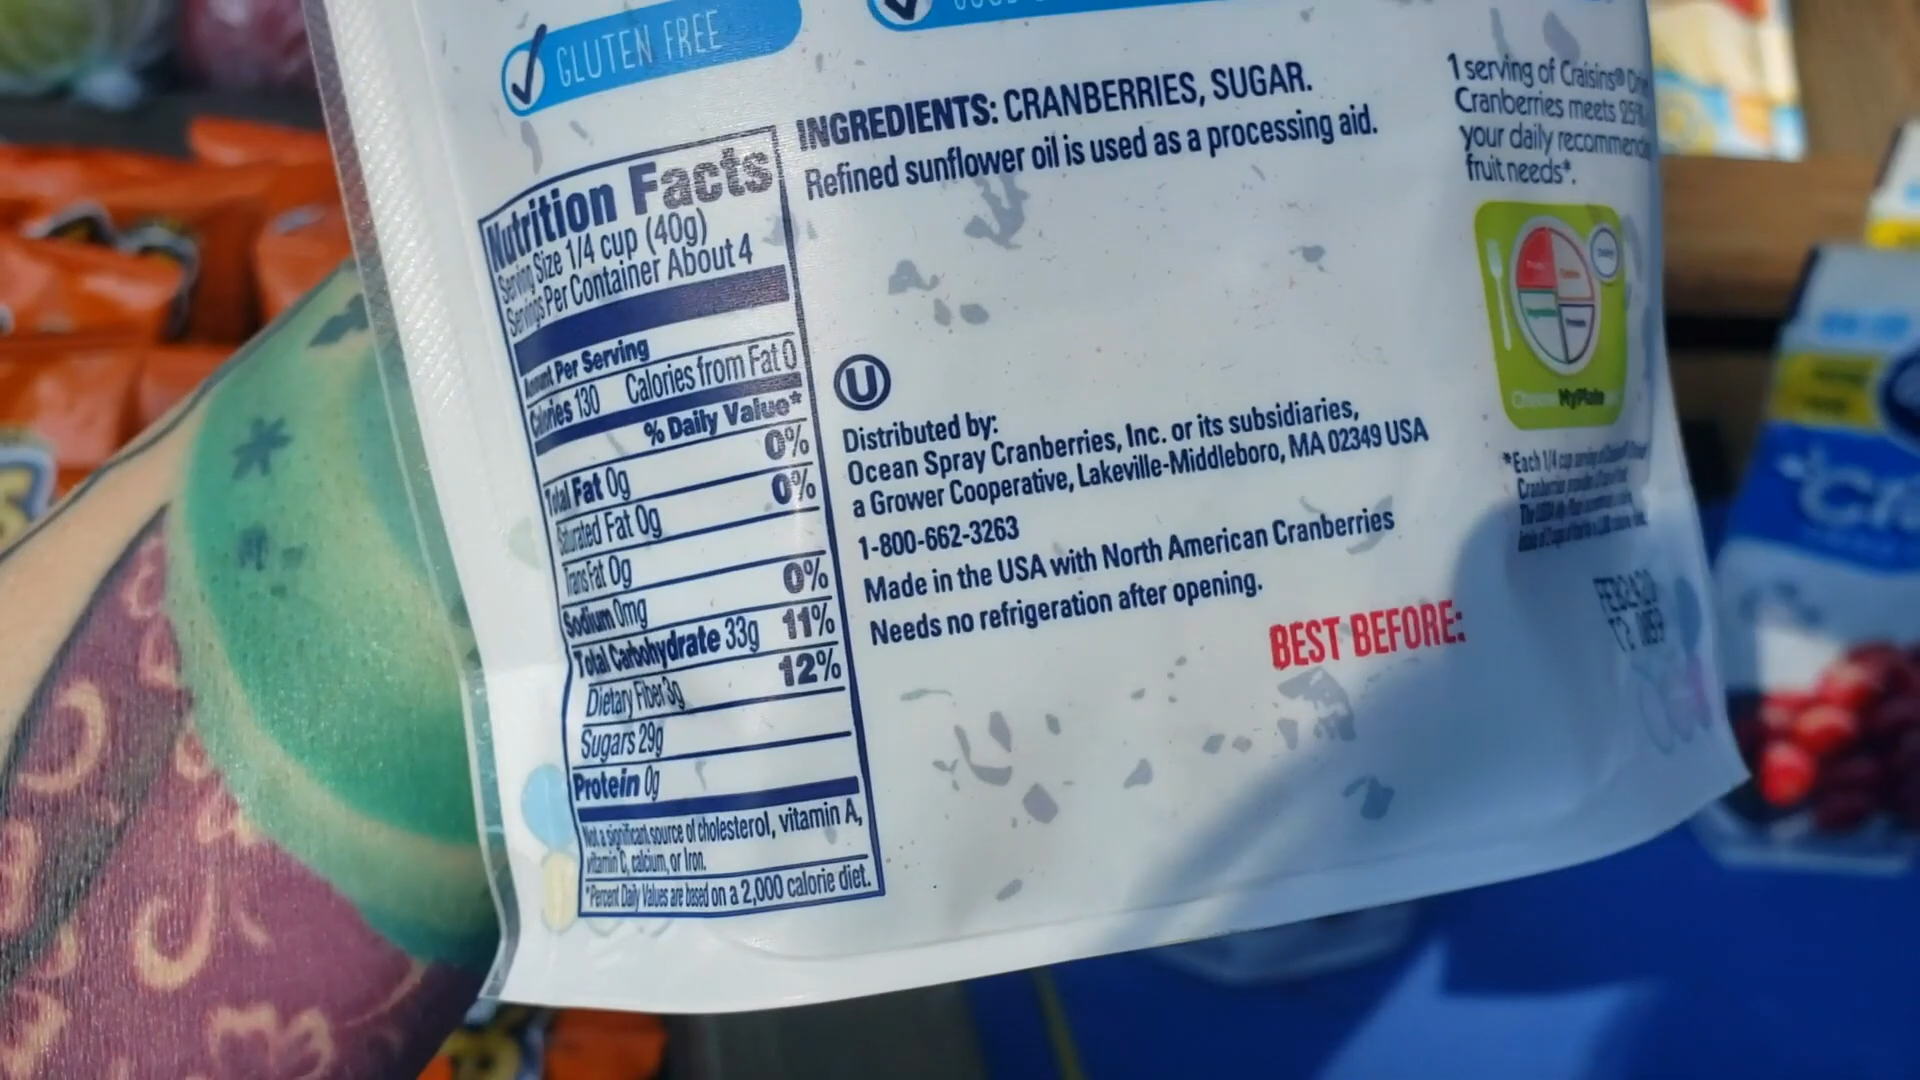 GLUTEN FREE
INGREDIENTS: CRANBERRIES, SUGAR.
Refined sunflower oil is used as a processing aid.
Nutrition Facts
Serving Size 1/4 cup (40g)
Servings Per Container About 4
Amount Per Serving
Calories 130 Calories from Fat 0
% Daily Value*
Total Fat 0g 0%
Saturated Fat 0g 0%
Trans Fat 0g
Sodium 0mg 0%
Total Carbohydrate 33g 11%
Dietary Fiber 3g 12%
Sugars 29g
Protein 0g
Not a significant source of cholesterol, vitamin A,
vitamin C, calcium, or Iron.
*Percent Daily Values are based on a 2,000 calorie diet.
U
Distributed by:
Ocean Spray Cranberries, Inc. or its subsidiaries,
a Grower Cooperative, Lakeville-Middleboro, MA 02349 USA
1-800-662-3263
Made in the USA with North American Cranberries
Needs no refrigeration after opening.
BEST BEFORE:
1 serving of Craisins®
Cranberries meets 25%
your daily
fruit needs*.
MyPlate
*Each 1/4 cup